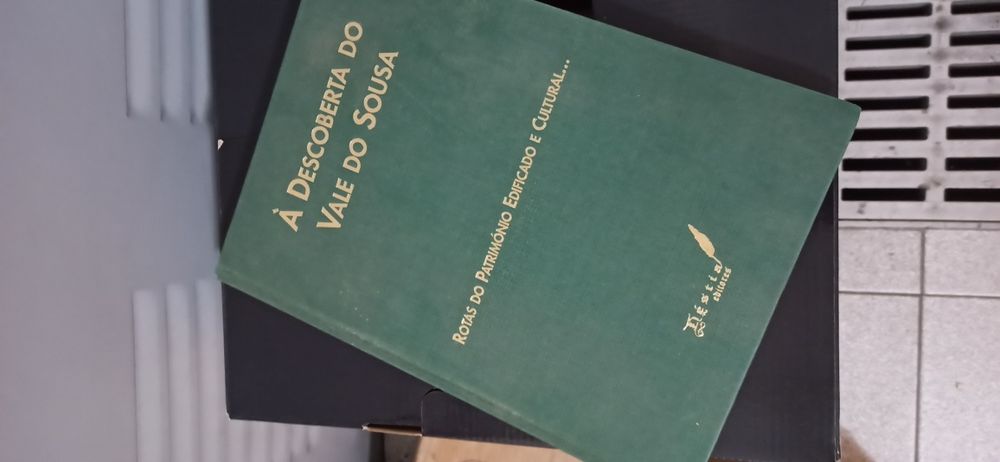 À DESCOBERTA DO
VALE DO SOUSA
ROTAS DO PATRIMÓNIO EDIFICADO E CULTURAL...
Héstia
editores